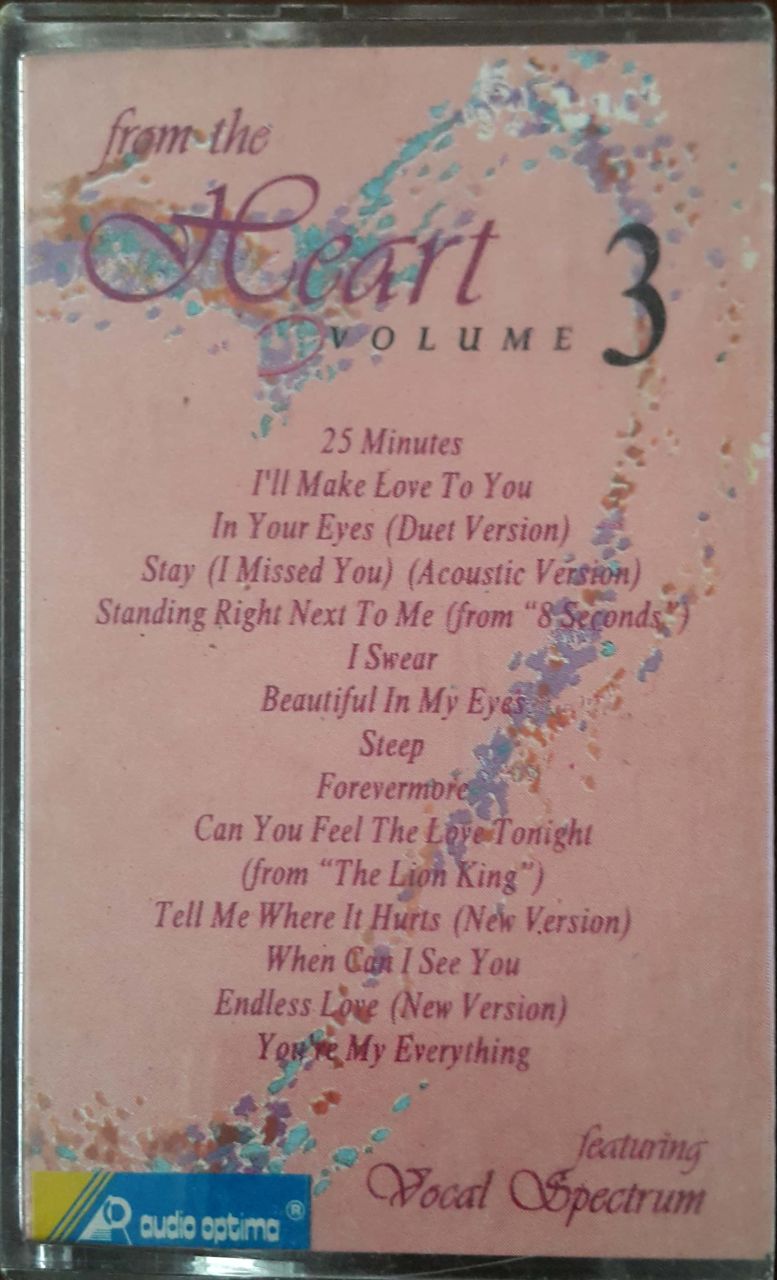 from the
Heart
VOLUME 3
25 Minutes
I'll Make Love To You
In Your Eyes (Duet Version)
Stay (I Missed You) (Acoustic Version)
Standing Right Next To Me (from “8 Seconds”)
I Swear
Beautiful In My Eyes
Steep
Forevermore
Can You Feel The Love Tonight
(from “The Lion King”)
Tell Me Where It Hurts (New Version)
When Can I See You
Endless Love (New Version)
You're My Everything
featuring
Vocal Spectrum
audio optima ®